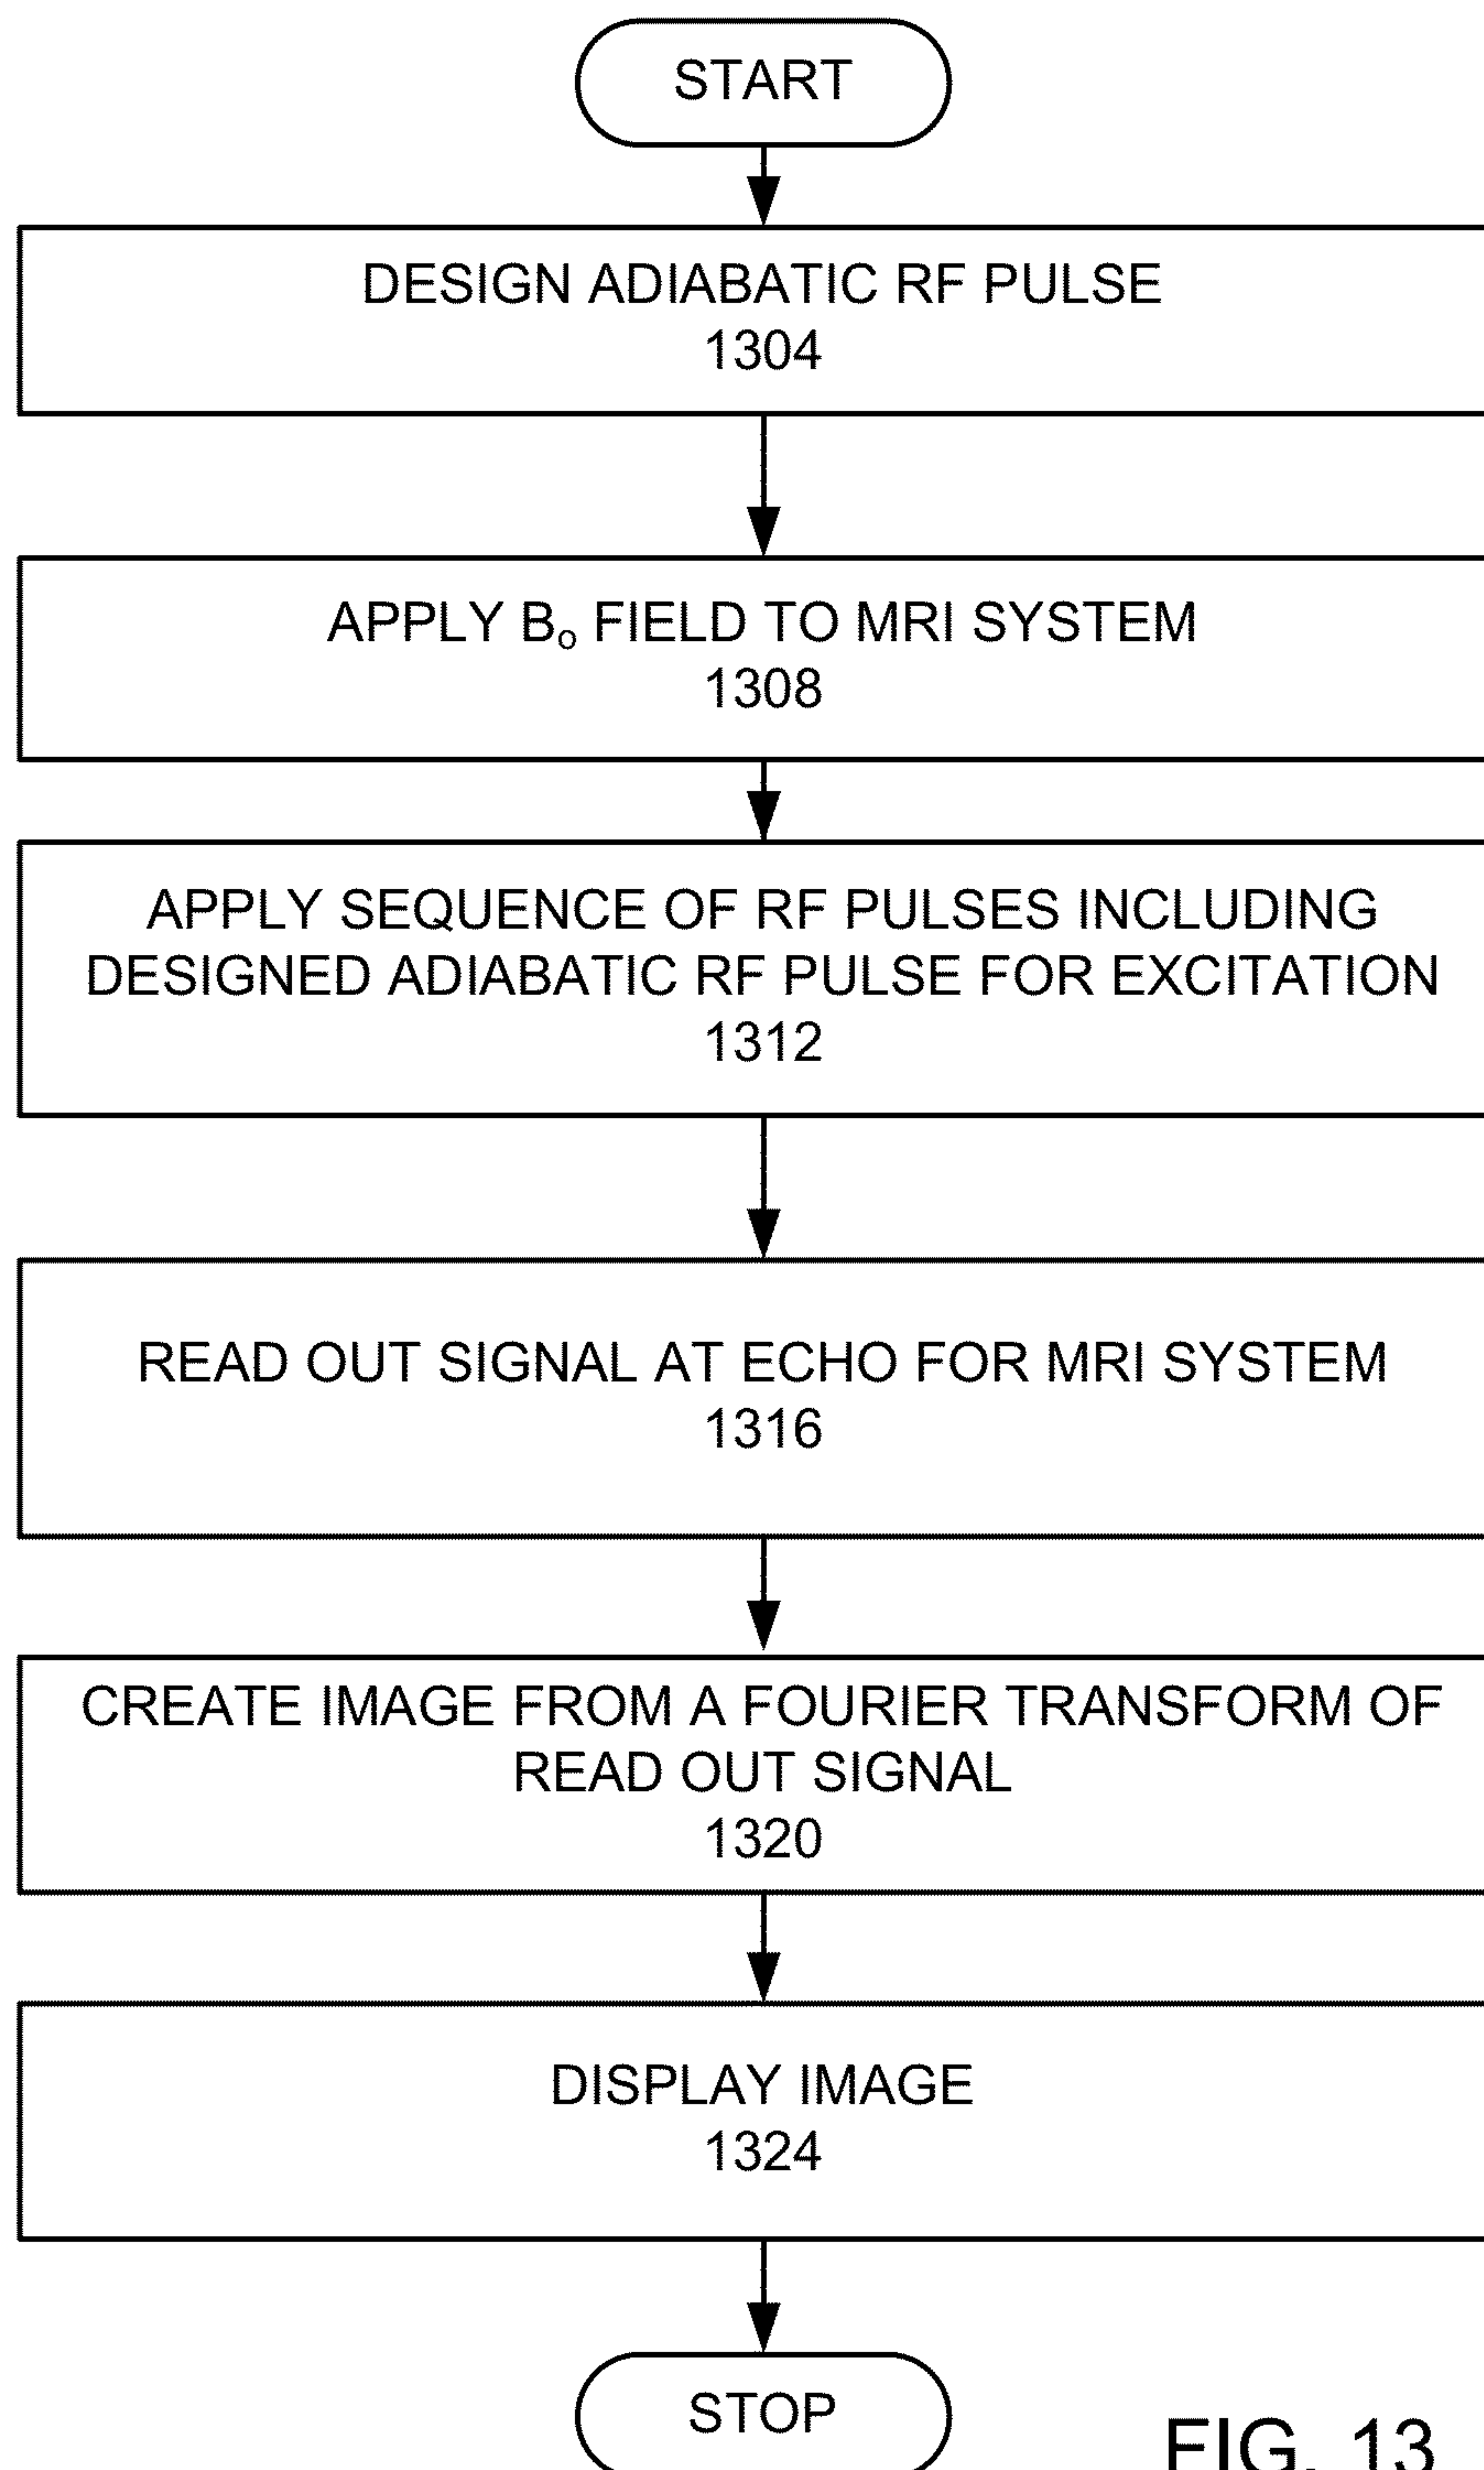 START
DESIGN ADIABATIC RF PULSE
1304
APPLY Bₒ FIELD TO MRI SYSTEM
1308
APPLY SEQUENCE OF RF PULSES INCLUDING
DESIGNED ADIABATIC RF PULSE FOR EXCITATION
1312
READ OUT SIGNAL AT ECHO FOR MRI SYSTEM
1316
CREATE IMAGE FROM A FOURIER TRANSFORM OF
READ OUT SIGNAL
1320
DISPLAY IMAGE
1324
STOP
FIG. 13